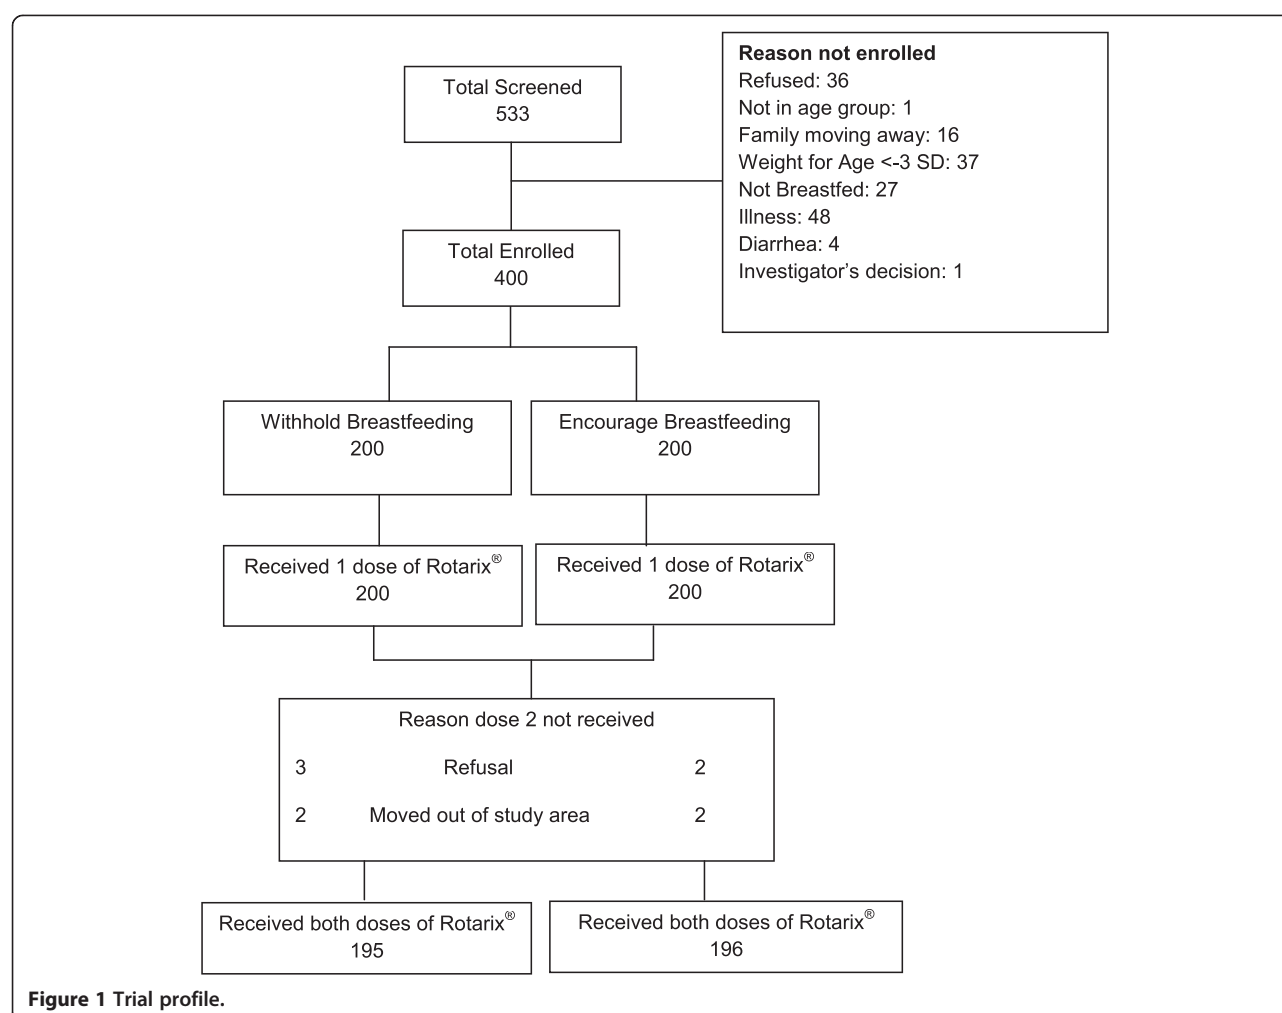 Total Screened
533
Reason not enrolled
Refused: 36
Not in age group: 1
Family moving away: 16
Weight for Age <-3 SD: 37
Not Breastfed: 27
Illness: 48
Diarrhea: 4
Investigator’s decision: 1
Total Enrolled
400
Withhold Breastfeeding
200
Encourage Breastfeeding
200
Received 1 dose of Rotarix®
200
Received 1 dose of Rotarix®
200
Reason dose 2 not received
3 Refusal 2
2 Moved out of study area 2
Received both doses of Rotarix®
195
Received both doses of Rotarix®
196
Figure 1 Trial profile.